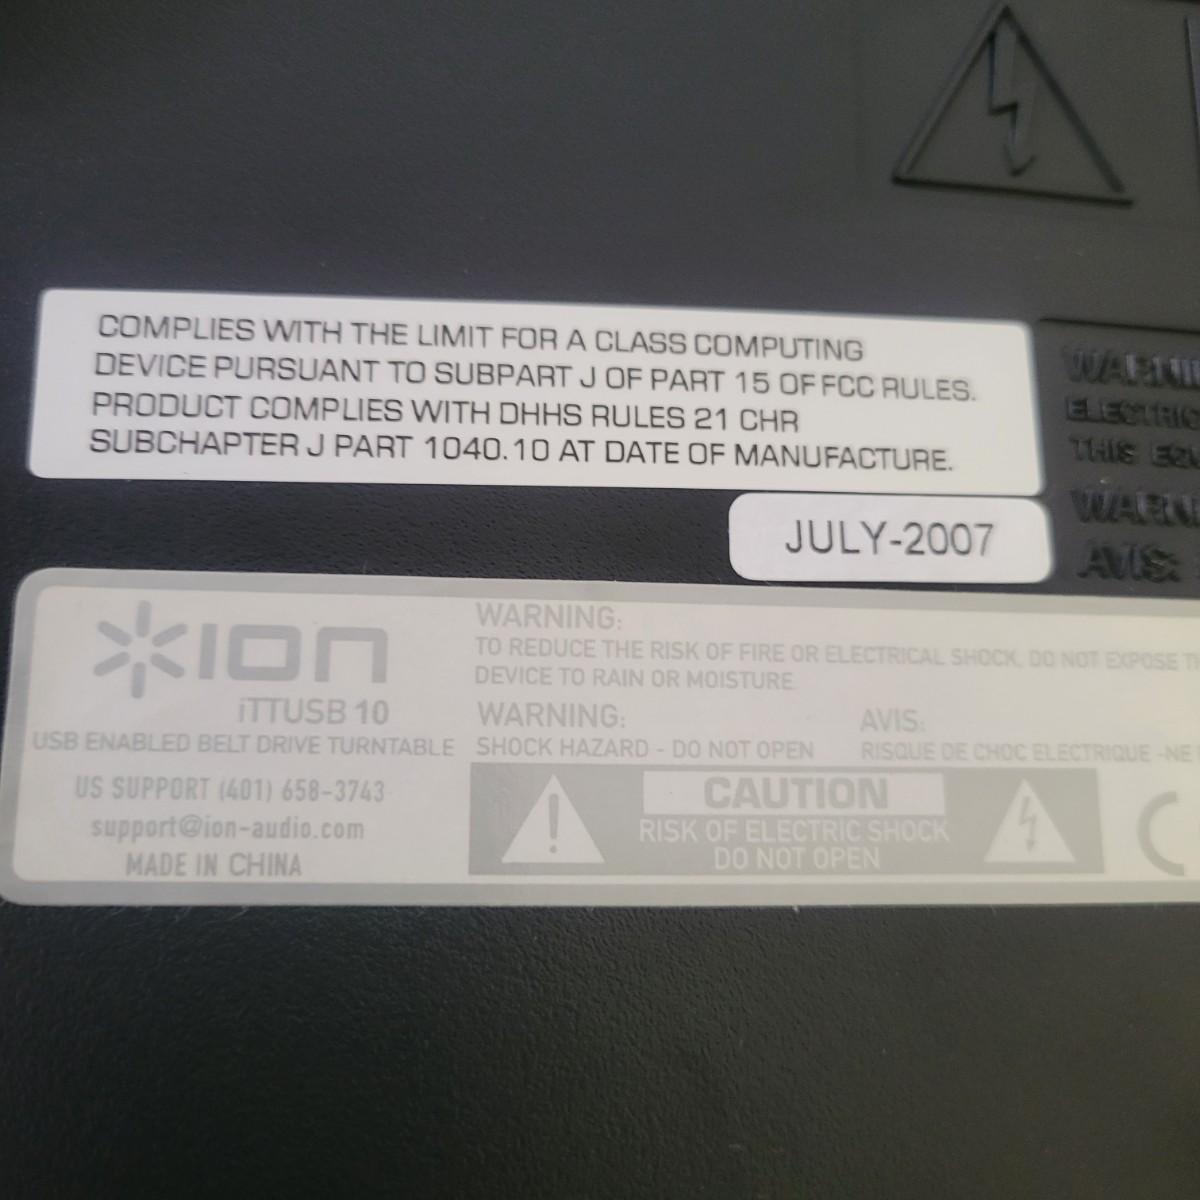 COMPLIES WITH THE LIMIT FOR A CLASS COMPUTING
DEVICE PURSUANT TO SUBPART J OF PART 15 OF FCC RULES.
PRODUCT COMPLIES WITH DHHS RULES 21 CHR
SUBCHAPTER J PART 1040.10 AT DATE OF MANUFACTURE.
JULY-2007
ELECTRIC
THIS
AVIS:
ion
iTTUSB 10
USB ENABLED BELT DRIVE TURNTABLE
US SUPPORT (401) 658-3743
support@ion-audio.com
MADE IN CHINA
WARNING:
TO REDUCE THE RISK OF FIRE OR ELECTRICAL SHOCK, DO NOT EXPOSE
DEVICE TO RAIN OR MOISTURE
WARNING:
SHOCK HAZARD - DO NOT OPEN
AVIS:
RISQUE DE CHOC ELECTRIQUE -NE
CAUTION
RISK OF ELECTRIC SHOCK
DO NOT OPEN